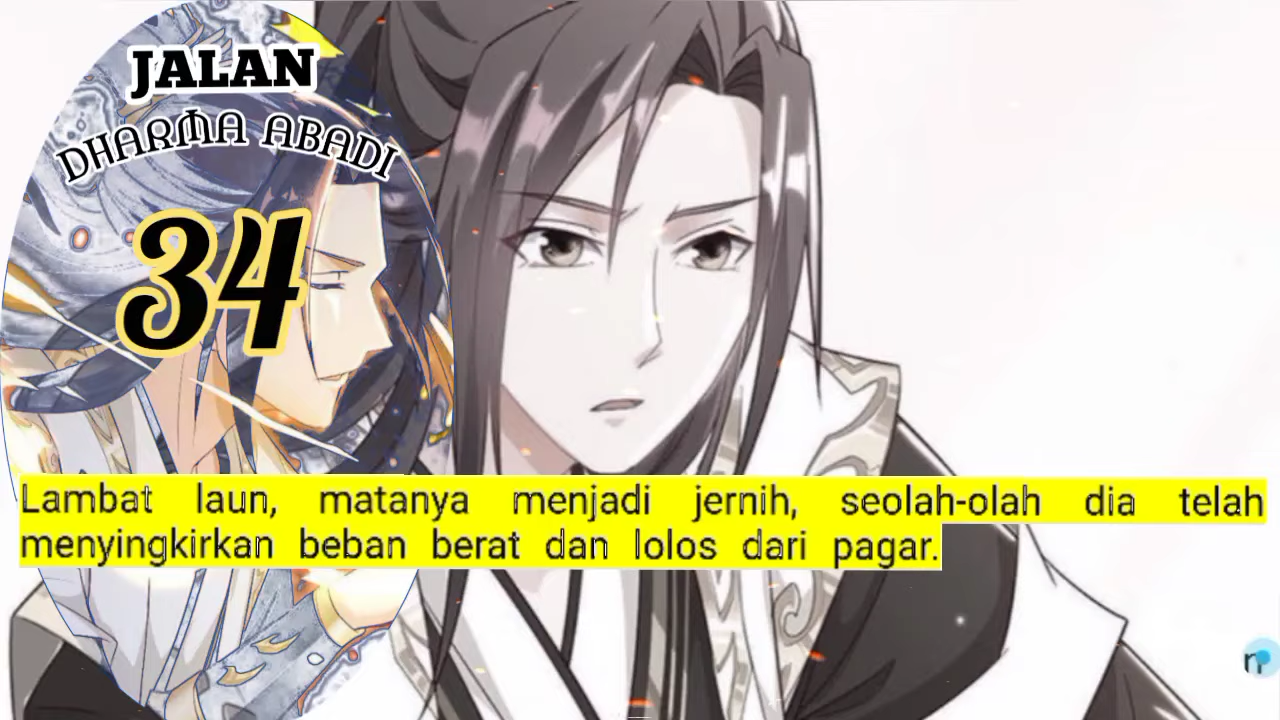 JALAN
DHARMA ABADI
34
Lambat laun, matanya menjadi jernih, seolah-olah dia telah
menyingkirkan beban berat dan lolos dari pagar.
n